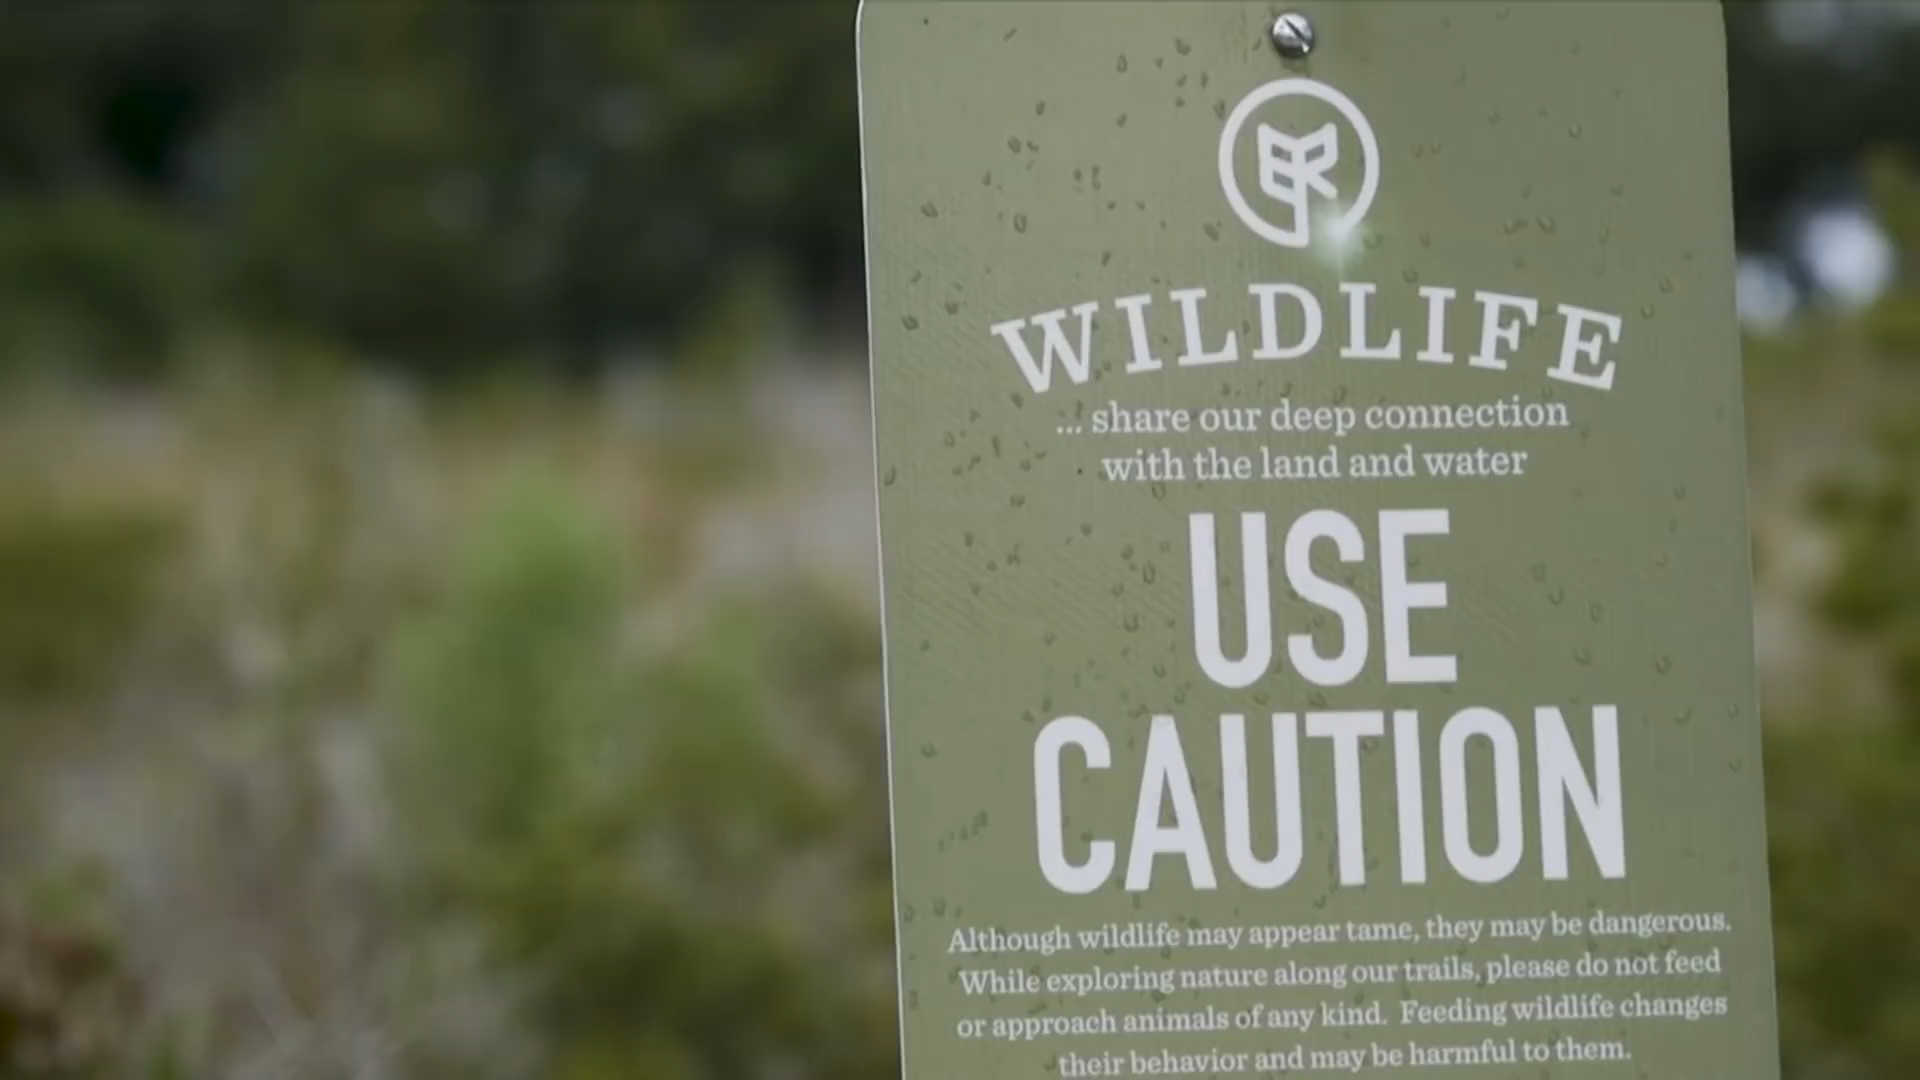 WILDLIFE
... share our deep connection
with the land and water
USE
CAUTION
Although wildlife may appear tame, they may be dangerous.
While exploring nature along our trails, please do not feed
or approach animals of any kind. Feeding wildlife changes
their behavior and may be harmful to them.